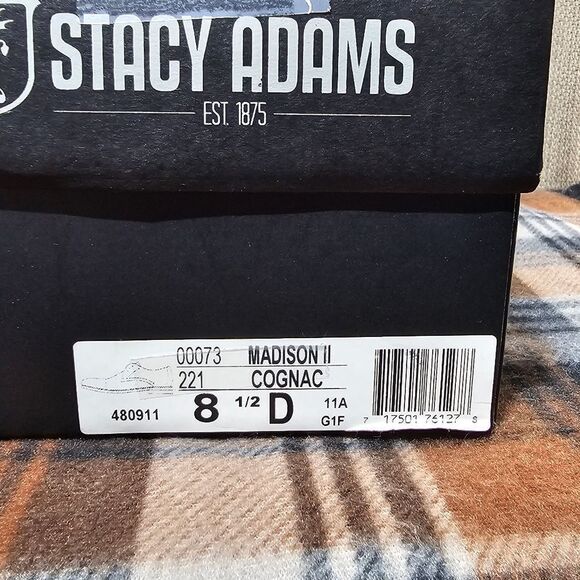 STACY ADAMS
EST. 1875
00073 MADISON II
221 COGNAC
480911 8 1/2 D 11A
G1F
7 17501 76127 8